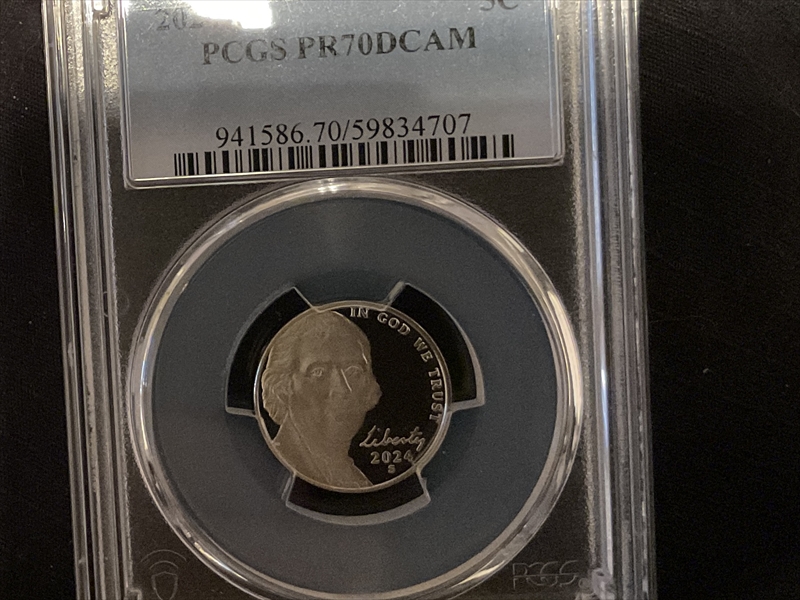 5C
PCGS PR70DCAM
941586.70/59834707
IN GOD WE TRUST
Liberty
2024
S
PCGS